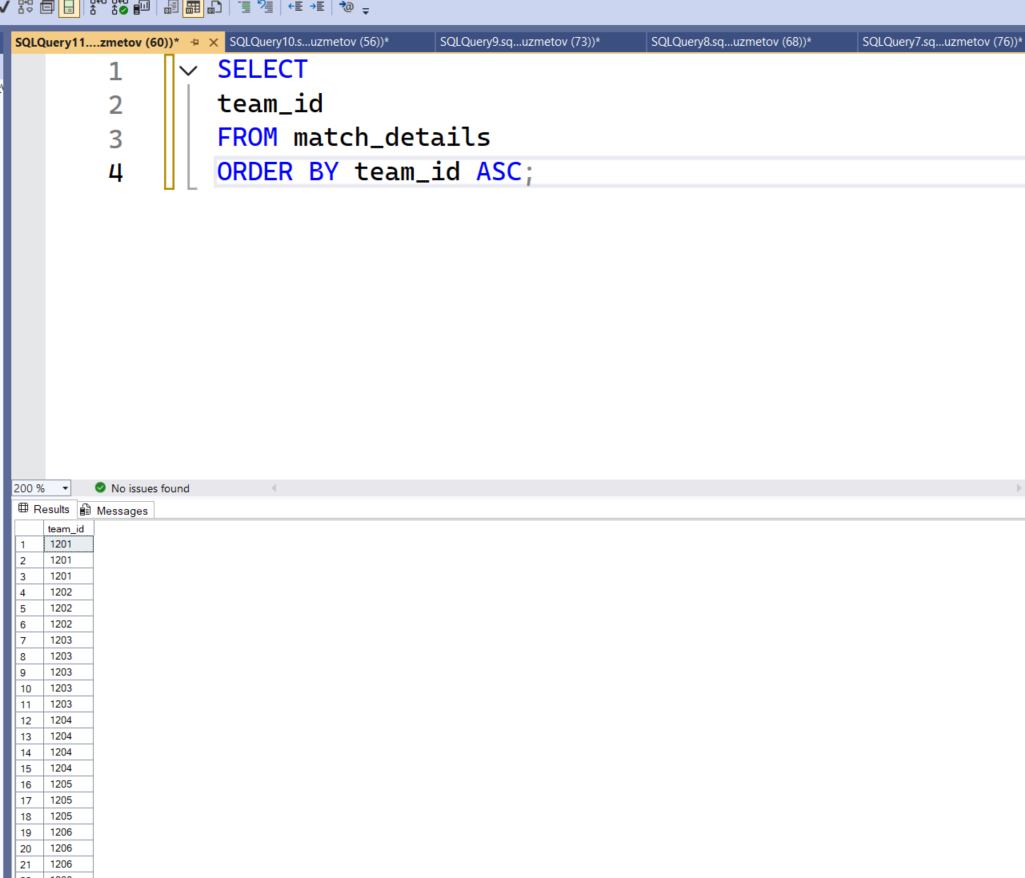 SQLQuery11....zmetov (60))* SQLQuery10.s...uzmetov (56))* SQLQuery9.sq...uzmetov (73))* SQLQuery8.sq...uzmetov (68))* SQLQuery7.sq...uzmetov (76))*
1 SELECT
2 team_id
3 FROM match_details
4 ORDER BY team_id ASC;
200 % No issues found
Results Messages
team_id
1 1201
2 1201
3 1201
4 1202
5 1202
6 1202
7 1203
8 1203
9 1203
10 1203
11 1203
12 1204
13 1204
14 1204
15 1204
16 1205
17 1205
18 1205
19 1206
20 1206
21 1206